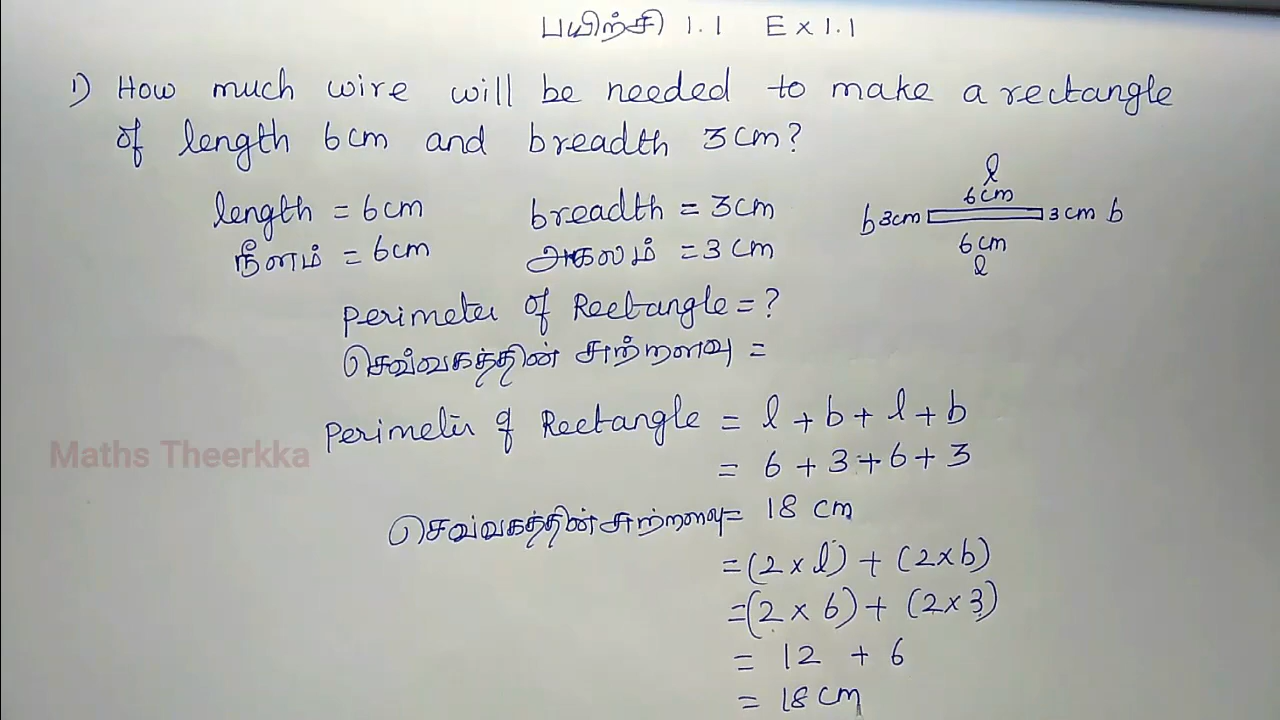 பயிற்சி 1.1 Ex 1.1
1) How much wire will be needed to make a rectangle
of length 6cm and breadth 3cm?
length = 6cm breadth = 3cm
நீளம் = 6cm அகலம் = 3cm
l
6cm
b 3cm 3cm b
6cm
l
Perimeter of Rectangle = ?
செவ்வகத்தின் சுற்றளவு =
Perimeter of Rectangle = l + b + l + b
Maths Theerkka
= 6 + 3 + 6 + 3
செவ்வகத்தின் சுற்றளவு = 18 cm
= (2 x l) + (2 x b)
= (2 x 6) + (2 x 3)
= 12 + 6
= 18 cm